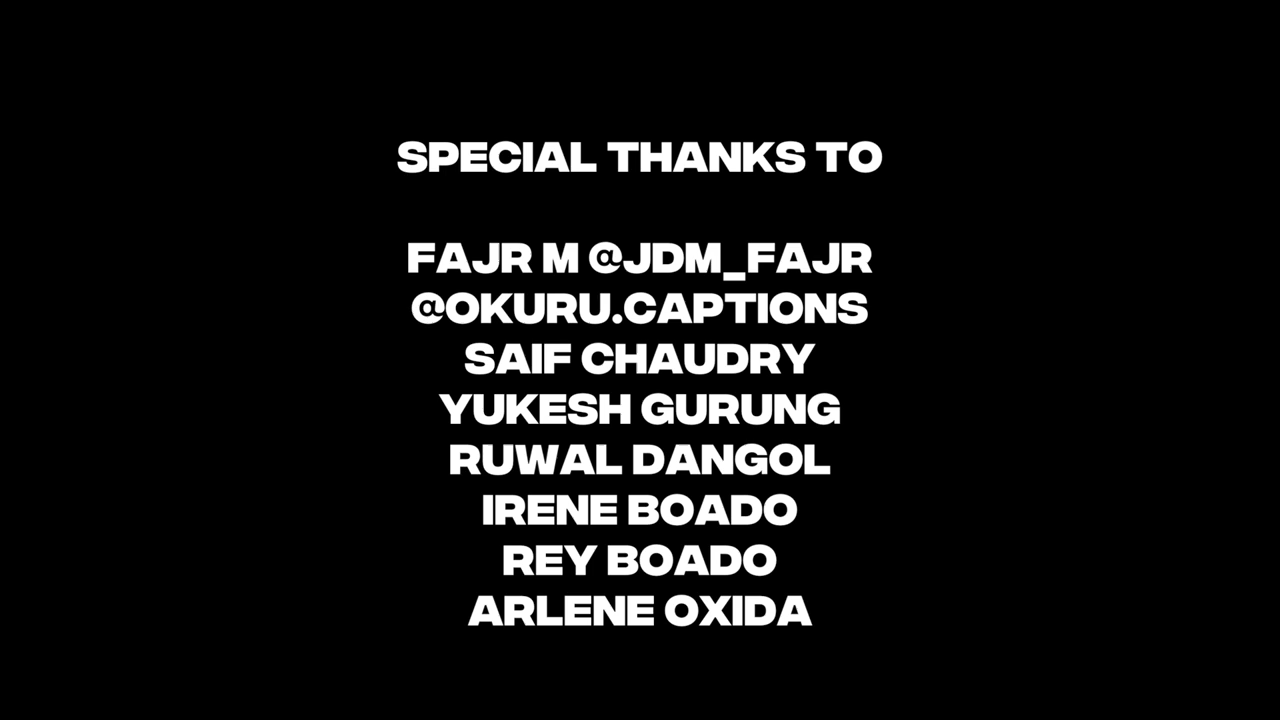 SPECIAL THANKS TO
FAJR M @JDM_FAJR
@OKURU.CAPTIONS
SAIF CHAUDRY
YUKESH GURUNG
RUWAL DANGOL
IRENE BOADO
REY BOADO
ARLENE OXIDA